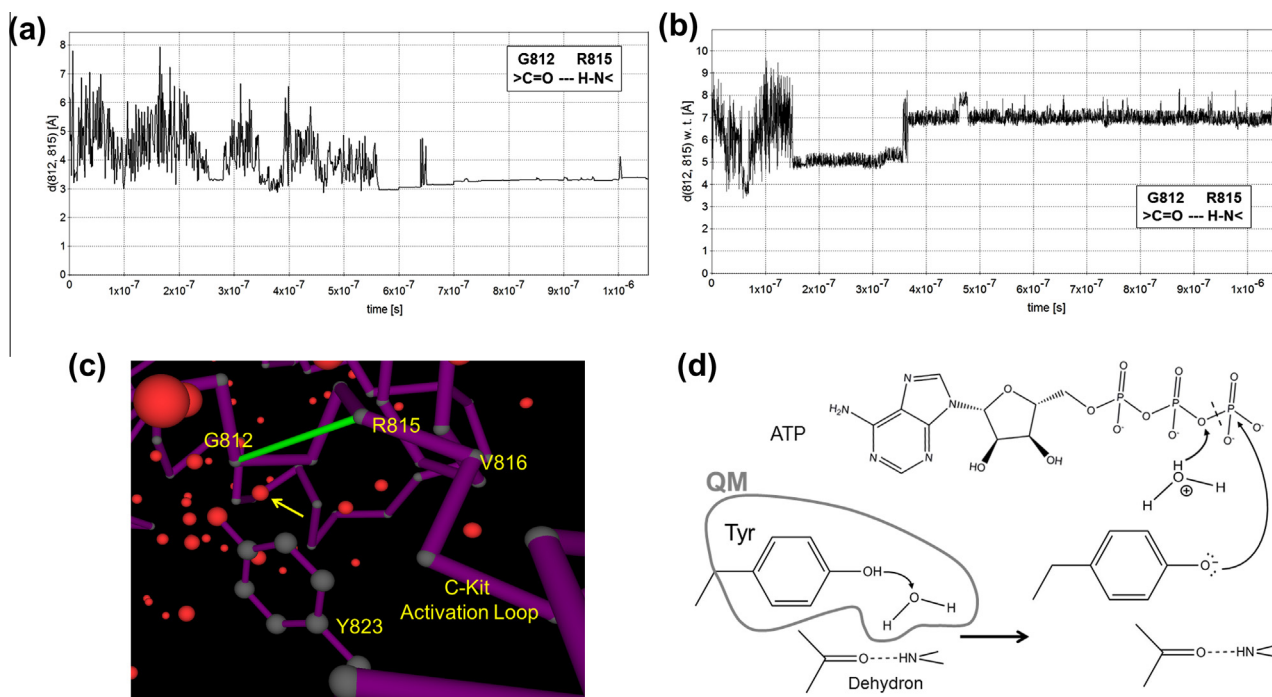 (a)
d(812, 815) [Å]
8
7
6
5
4
3
2
1
0
G812 R815
>C=O --- H-N<
0 1x10⁻⁷ 2x10⁻⁷ 3x10⁻⁷ 4x10⁻⁷ 5x10⁻⁷ 6x10⁻⁷ 7x10⁻⁷ 8x10⁻⁷ 9x10⁻⁷ 1x10⁻⁶
time [s]
(b)
d(812, 815) w. t. [Å]
10
9
8
7
6
5
4
3
2
1
0
G812 R815
>C=O --- H-N<
0 1x10⁻⁷ 2x10⁻⁷ 3x10⁻⁷ 4x10⁻⁷ 5x10⁻⁷ 6x10⁻⁷ 7x10⁻⁷ 8x10⁻⁷ 9x10⁻⁷ 1x10⁻⁶
time [s]
(c)
G812
R815
V816
C-Kit
Activation Loop
Y823
(d)
ATP
H₂N
N
N
N
N
N
O
OH
OH
O
O
P
O⁻
O
O
P
O⁻
O
O
P
O⁻
O⁻
QM
Tyr
OH
O
H
H
H
O
H
H
⊕
O⁻
O
HN
Dehydron
O
HN